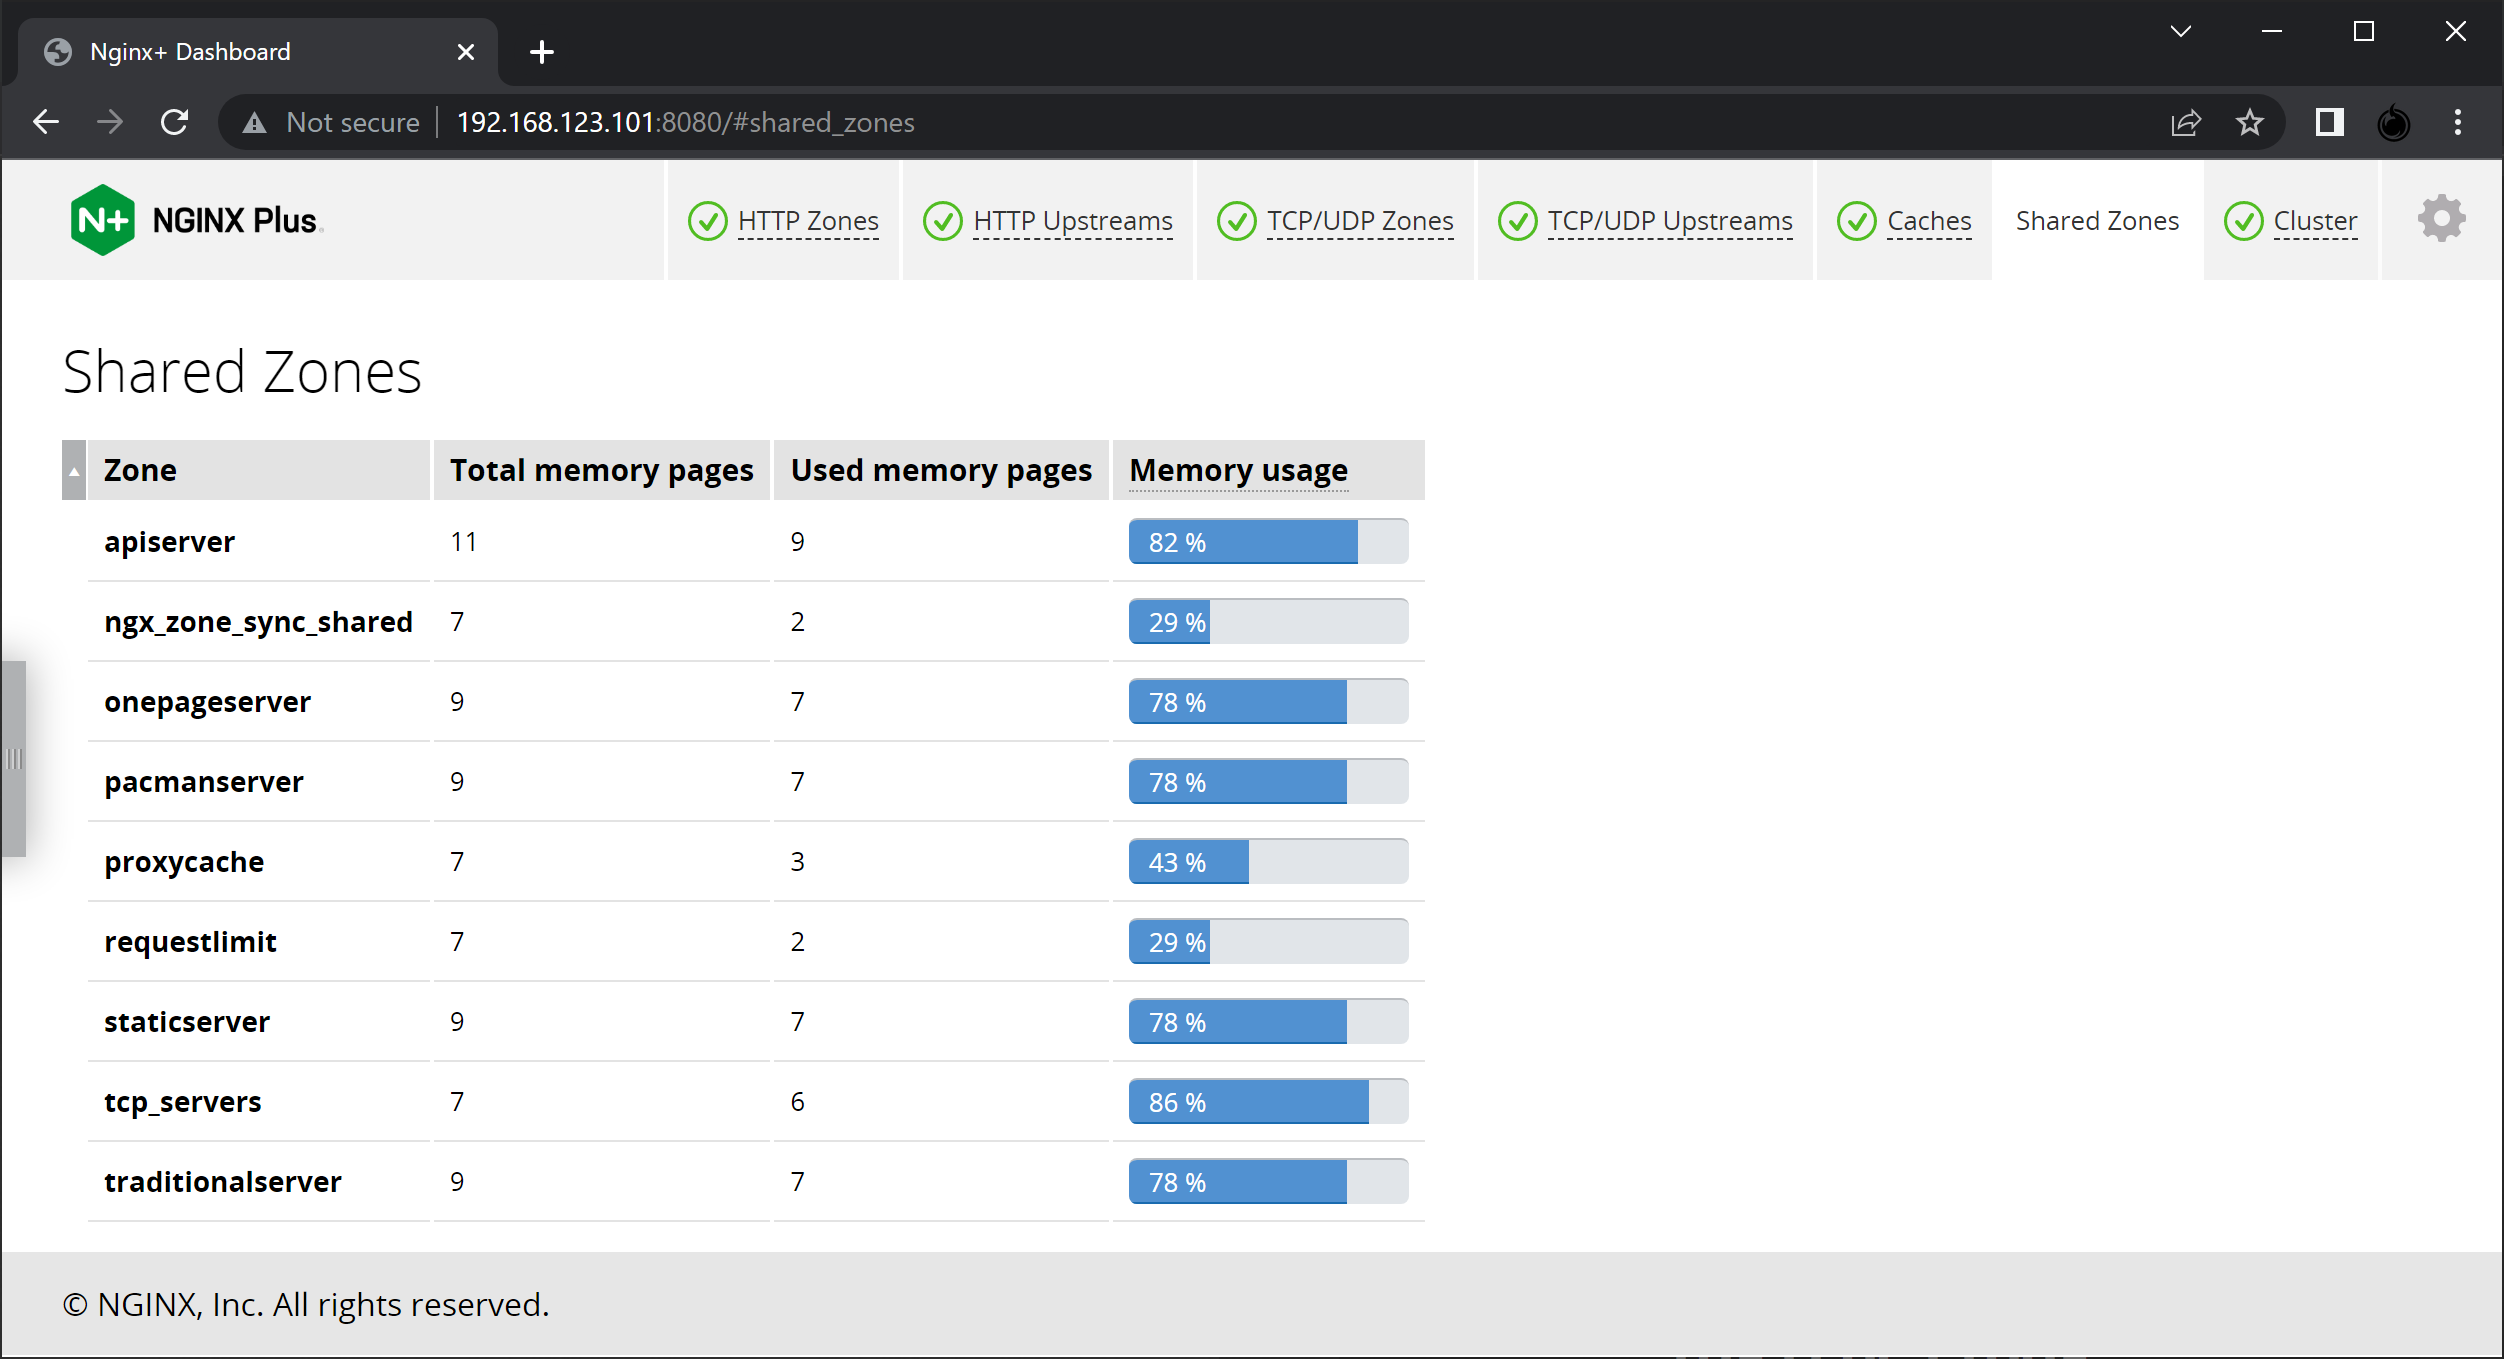 Nginx+ Dashboard
Not secure 192.168.123.101:8080/#shared_zones
N+ NGINX Plus HTTP Zones HTTP Upstreams TCP/UDP Zones TCP/UDP Upstreams Caches Shared Zones Cluster
Shared Zones
Zone Total memory pages Used memory pages Memory usage
apiserver 11 9 82 %
ngx_zone_sync_shared 7 2 29 %
onepageserver 9 7 78 %
pacmanserver 9 7 78 %
proxycache 7 3 43 %
requestlimit 7 2 29 %
staticserver 9 7 78 %
tcp_servers 7 6 86 %
traditionalserver 9 7 78 %
© NGINX, Inc. All rights reserved.